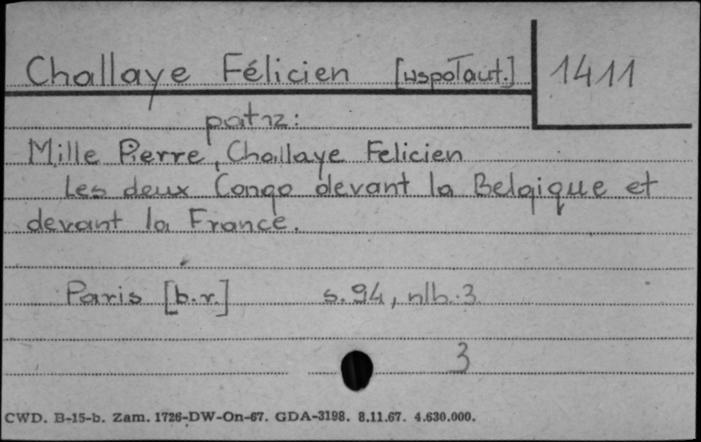 Challaye Félicien [współaut.] 1411
patrz:
Mille Pierre, Challaye Felicien
Les deux Congo devant la Belgique et
devant la France.
Paris [b.r.] s. 94, nlb. 3
3
CWD. B-15-b. Zam. 1726-DW-On-67. GDA-3198. 8.11.67. 4.630.000.